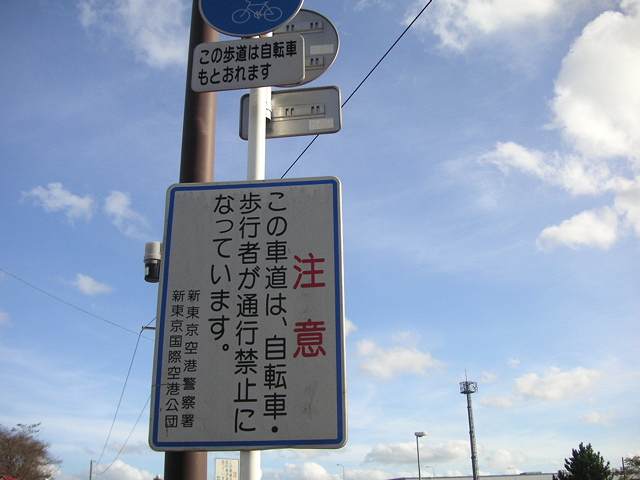 この歩道は自転車
もとおれます
注意
この車道は、自転車・
歩行者が通行禁止に
なっています。
新東京空港警察署
新東京国際空港公団